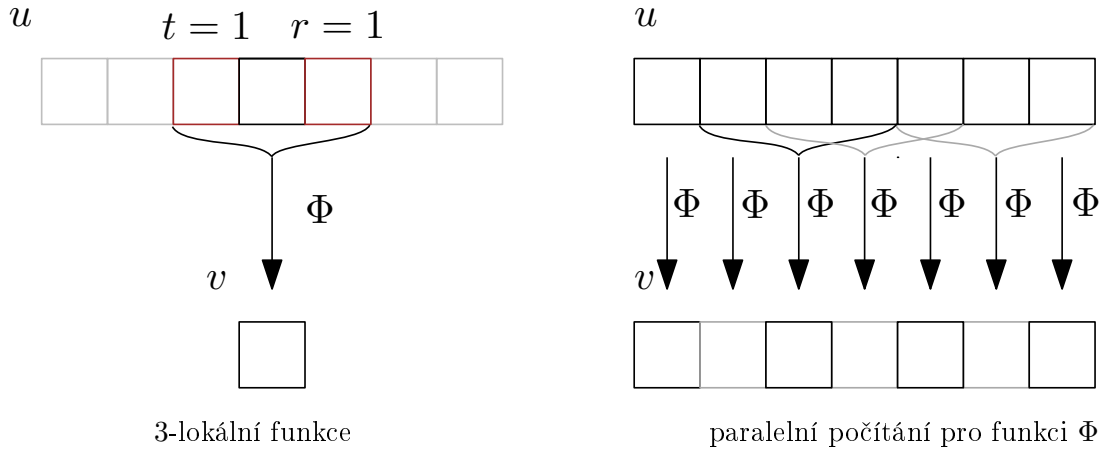 u
t = 1 r = 1
Φ
v
3-lokální funkce
u
Φ Φ Φ Φ Φ Φ Φ
v
paralelní počítání pro funkci Φ